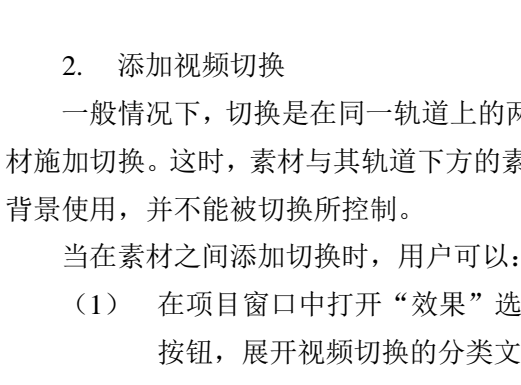 2. 添加视频切换
一般情况下，切换是在同一轨道上的两
材施加切换。这时，素材与其轨道下方的素
背景使用，并不能被切换所控制。
当在素材之间添加切换时，用户可以：
（1） 在项目窗口中打开“效果”选
按钮，展开视频切换的分类文